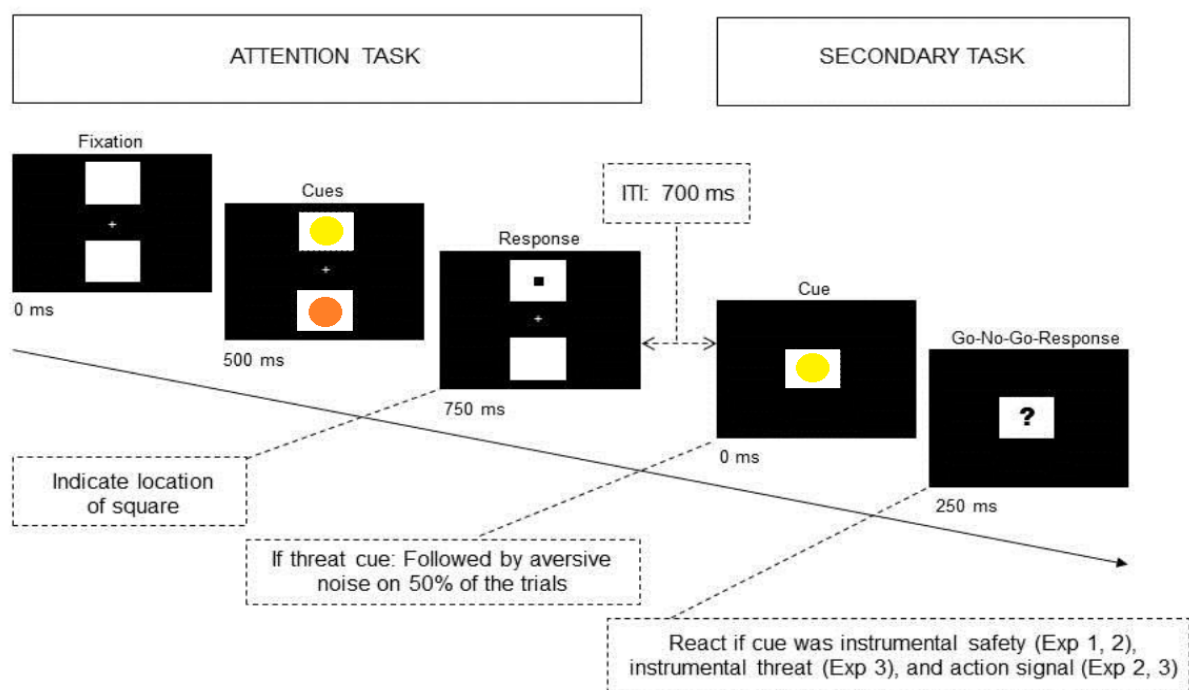 ATTENTION TASK
SECONDARY TASK
Fixation
0 ms
Cues
500 ms
Response
750 ms
ITI: 700 ms
Cue
0 ms
Go-No-Go-Response
?
250 ms
Indicate location
of square
If threat cue: Followed by aversive
noise on 50% of the trials
React if cue was instrumental safety (Exp 1, 2),
instrumental threat (Exp 3), and action signal (Exp 2, 3)